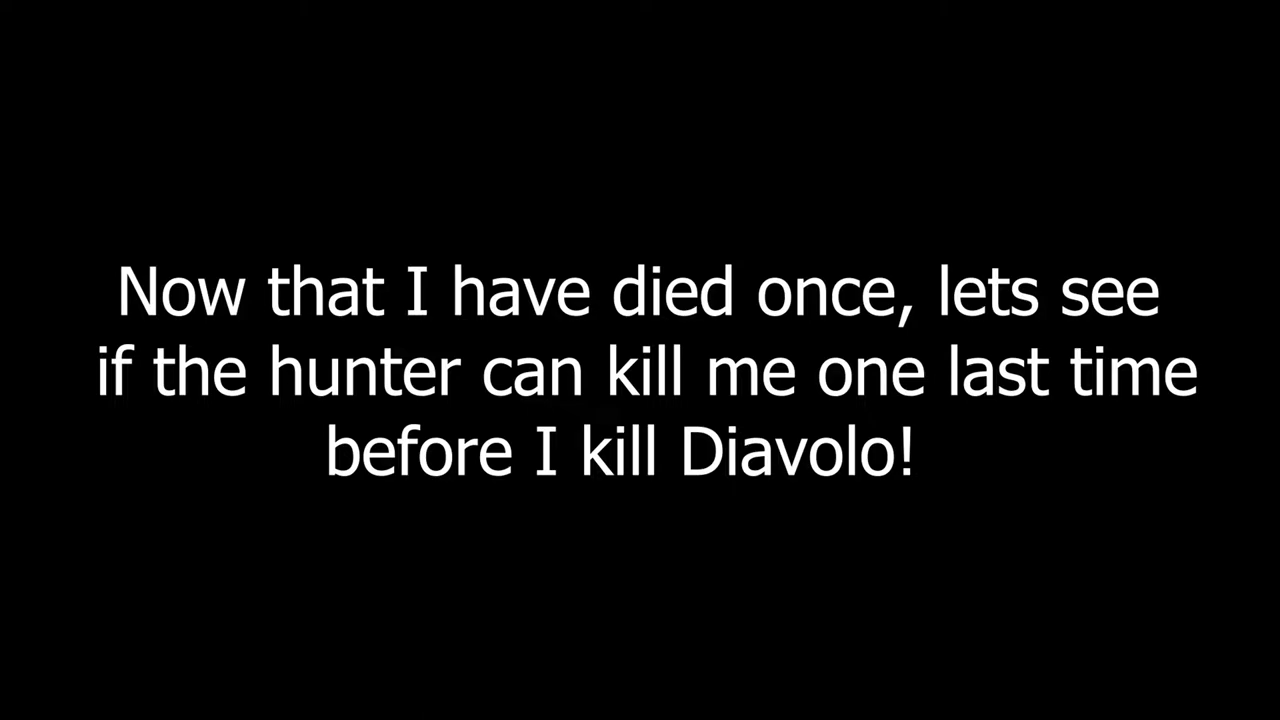 Now that I have died once, lets see
if the hunter can kill me one last time
before I kill Diavolo!